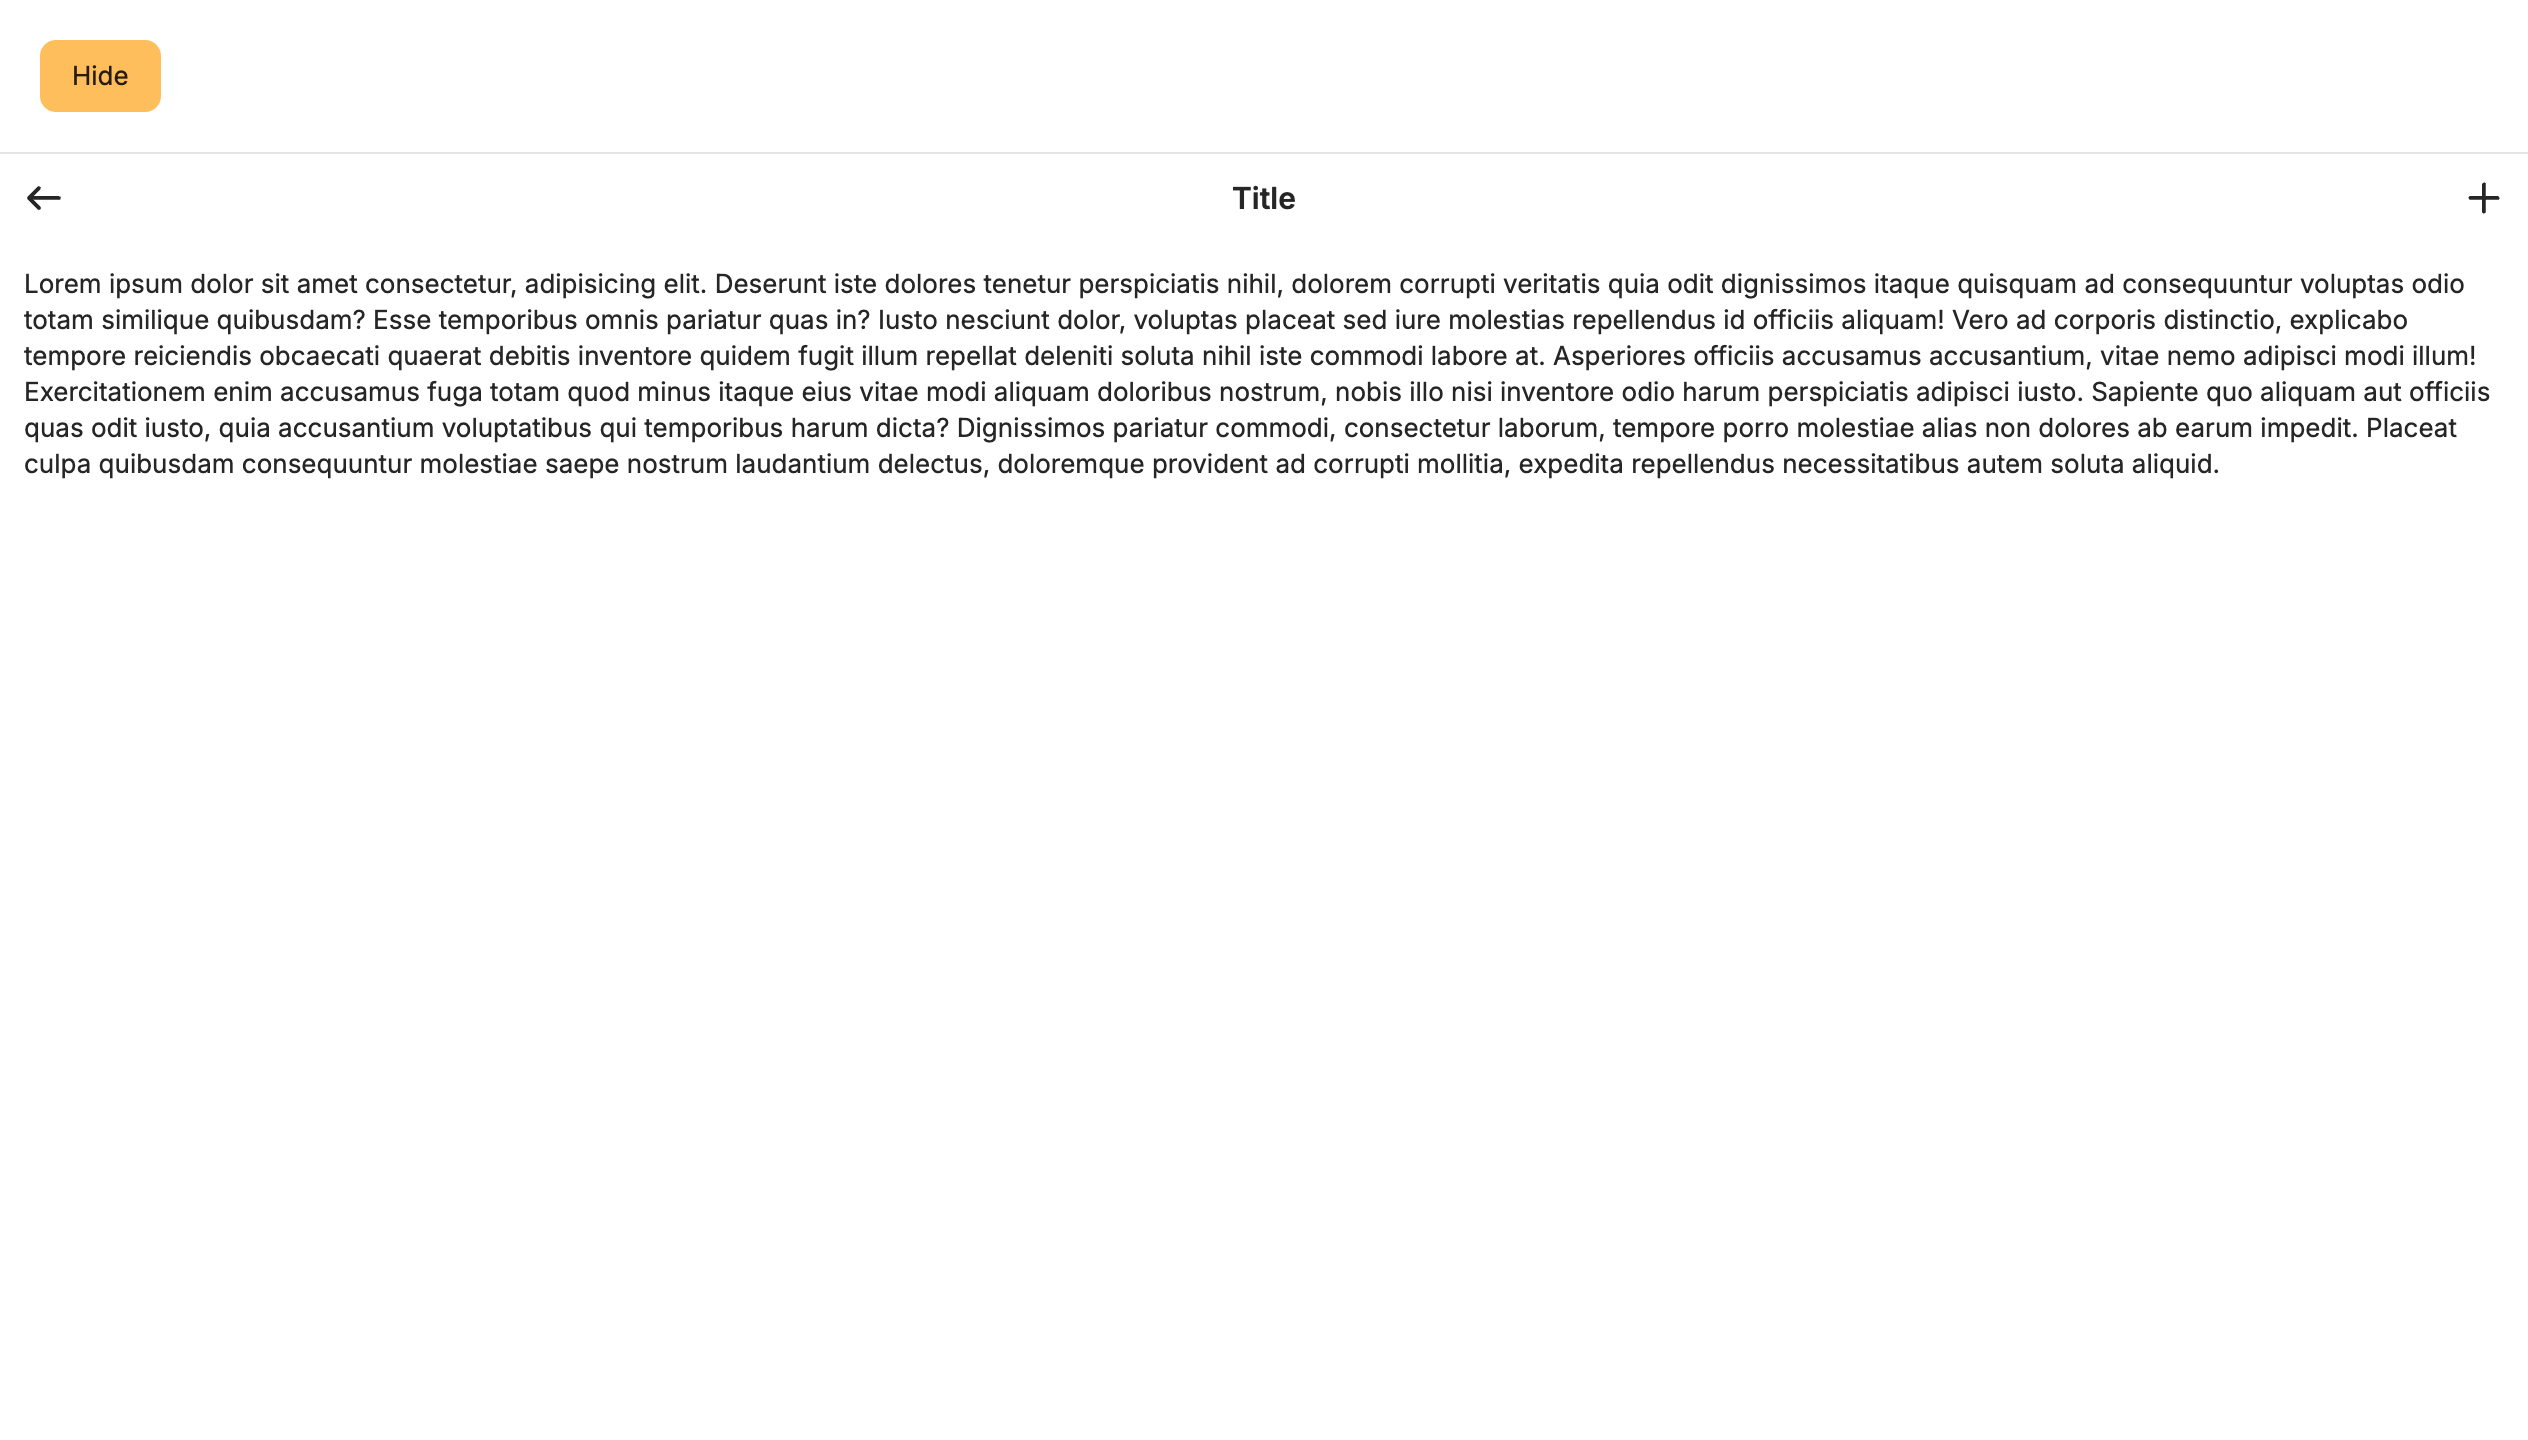 Hide
Title
Lorem ipsum dolor sit amet consectetur, adipisicing elit. Deserunt iste dolores tenetur perspiciatis nihil, dolorem corrupti veritatis quia odit dignissimos itaque quisquam ad consequuntur voluptas odio
totam similique quibusdam? Esse temporibus omnis pariatur quas in? Iusto nesciunt dolor, voluptas placeat sed iure molestias repellendus id officiis aliquam! Vero ad corporis distinctio, explicabo
tempore reiciendis obcaecati quaerat debitis inventore quidem fugit illum repellat deleniti soluta nihil iste commodi labore at. Asperiores officiis accusamus accusantium, vitae nemo adipisci modi illum!
Exercitationem enim accusamus fuga totam quod minus itaque eius vitae modi aliquam doloribus nostrum, nobis illo nisi inventore odio harum perspiciatis adipisci iusto. Sapiente quo aliquam aut officiis
quas odit iusto, quia accusantium voluptatibus qui temporibus harum dicta? Dignissimos pariatur commodi, consectetur laborum, tempore porro molestiae alias non dolores ab earum impedit. Placeat
culpa quibusdam consequuntur molestiae saepe nostrum laudantium delectus, doloremque provident ad corrupti mollitia, expedita repellendus necessitatibus autem soluta aliquid.